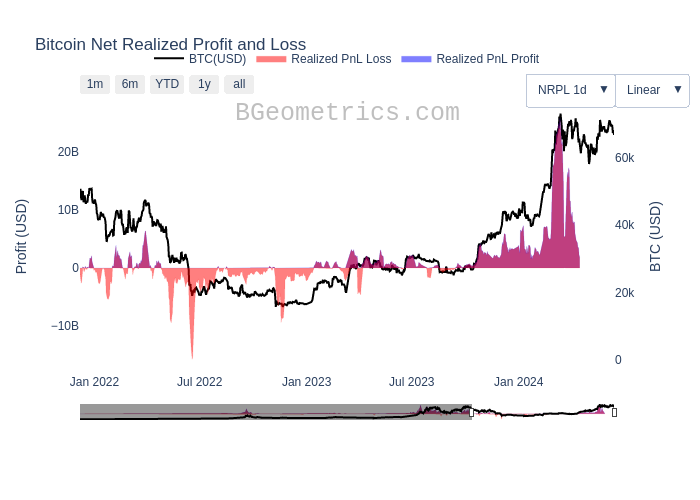 Bitcoin Net Realized Profit and Loss
BTC(USD) Realized PnL Loss Realized PnL Profit
1m 6m YTD 1y all
NRPL 1d ▼ Linear ▼
BGeometrics.com
20B
10B
0
−10B
Profit (USD)
60k
40k
20k
0
BTC (USD)
Jan 2022 Jul 2022 Jan 2023 Jul 2023 Jan 2024